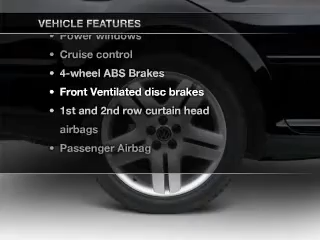 VEHICLE FEATURES
• Power windows
• Cruise control
• 4-wheel ABS Brakes
• Front Ventilated disc brakes
• 1st and 2nd row curtain head
airbags
• Passenger Airbag